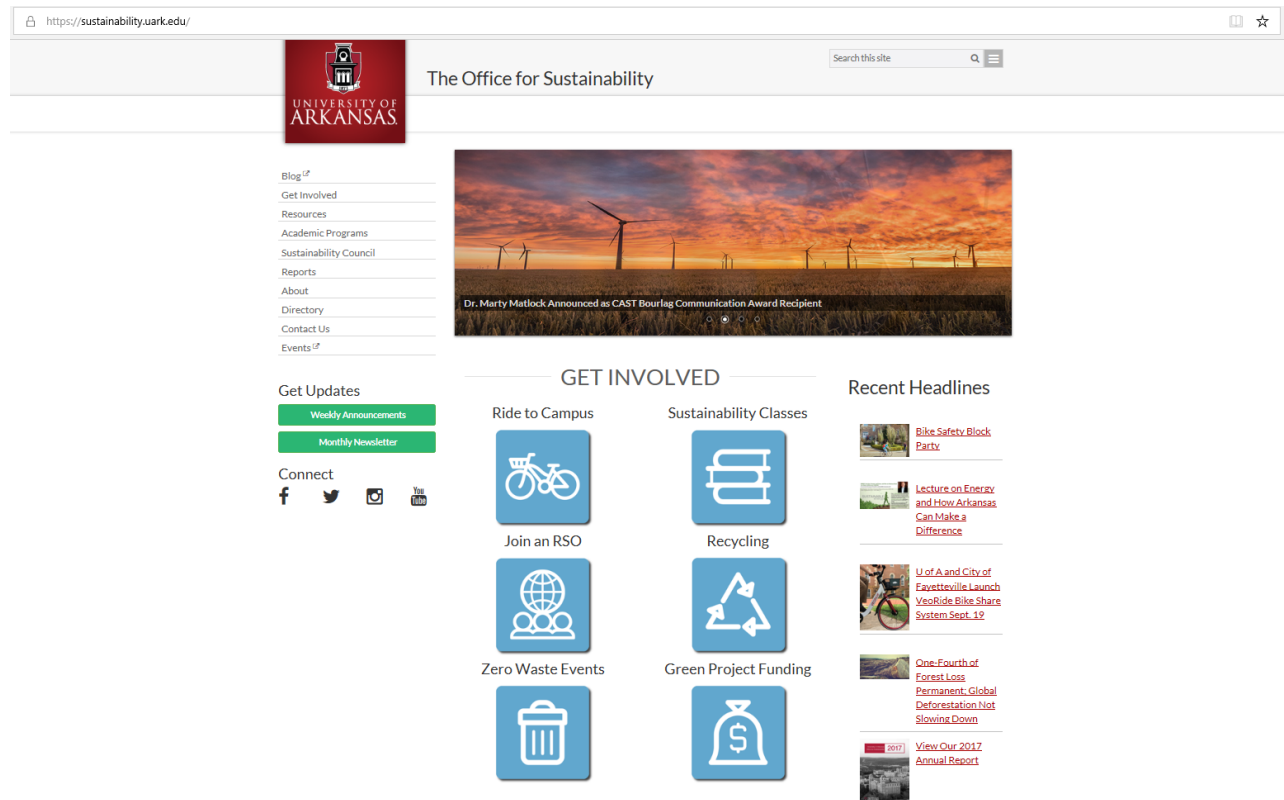 https://sustainability.uark.edu/
UNIVERSITY OF
ARKANSAS
The Office for Sustainability
Search this site
Blog
Get Involved
Resources
Academic Programs
Sustainability Council
Reports
About
Directory
Contact Us
Events
Get Updates
Weekly Announcements
Monthly Newsletter
Connect
You
Tube
Dr. Marty Matlock Announced as CAST Bourlag Communication Award Recipient
GET INVOLVED
Ride to Campus
Sustainability Classes
Join an RSO
Recycling
Zero Waste Events
Green Project Funding
$
Recent Headlines
Bike Safety Block
Party
Lecture on Energy
and How Arkansas
Can Make a
Difference
U of A and City of
Fayetteville Launch
VeoRide Bike Share
System Sept. 19
One-Fourth of
Forest Loss
Permanent; Global
Deforestation Not
Slowing Down
2017
View Our 2017
Annual Report